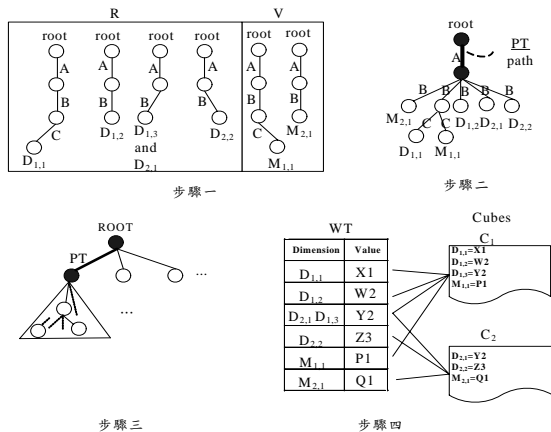 R V
root root root root root root
A A A A A A
B B B B B B
C C
D1,1 D1,2 D1,3 and D2,1 D2,2 M1,1 M2,1
步驟一
root
PT path
A
B B B B B
M2,1 C C D1,2 D2,1 D2,2
D1,1 M1,1
步驟二
ROOT
PT
...
...
步驟三
WT
Dimension Value
D1,1 X1
D1,2 W2
D2,1 D1,3 Y2
D2,2 Z3
M1,1 P1
M2,1 Q1
Cubes
C1
D1,1=X1
D1,2=W2
D1,3=Y2
M1,1=P1
C2
D2,1=Y2
D2,2=Z3
M2,1=Q1
步驟四